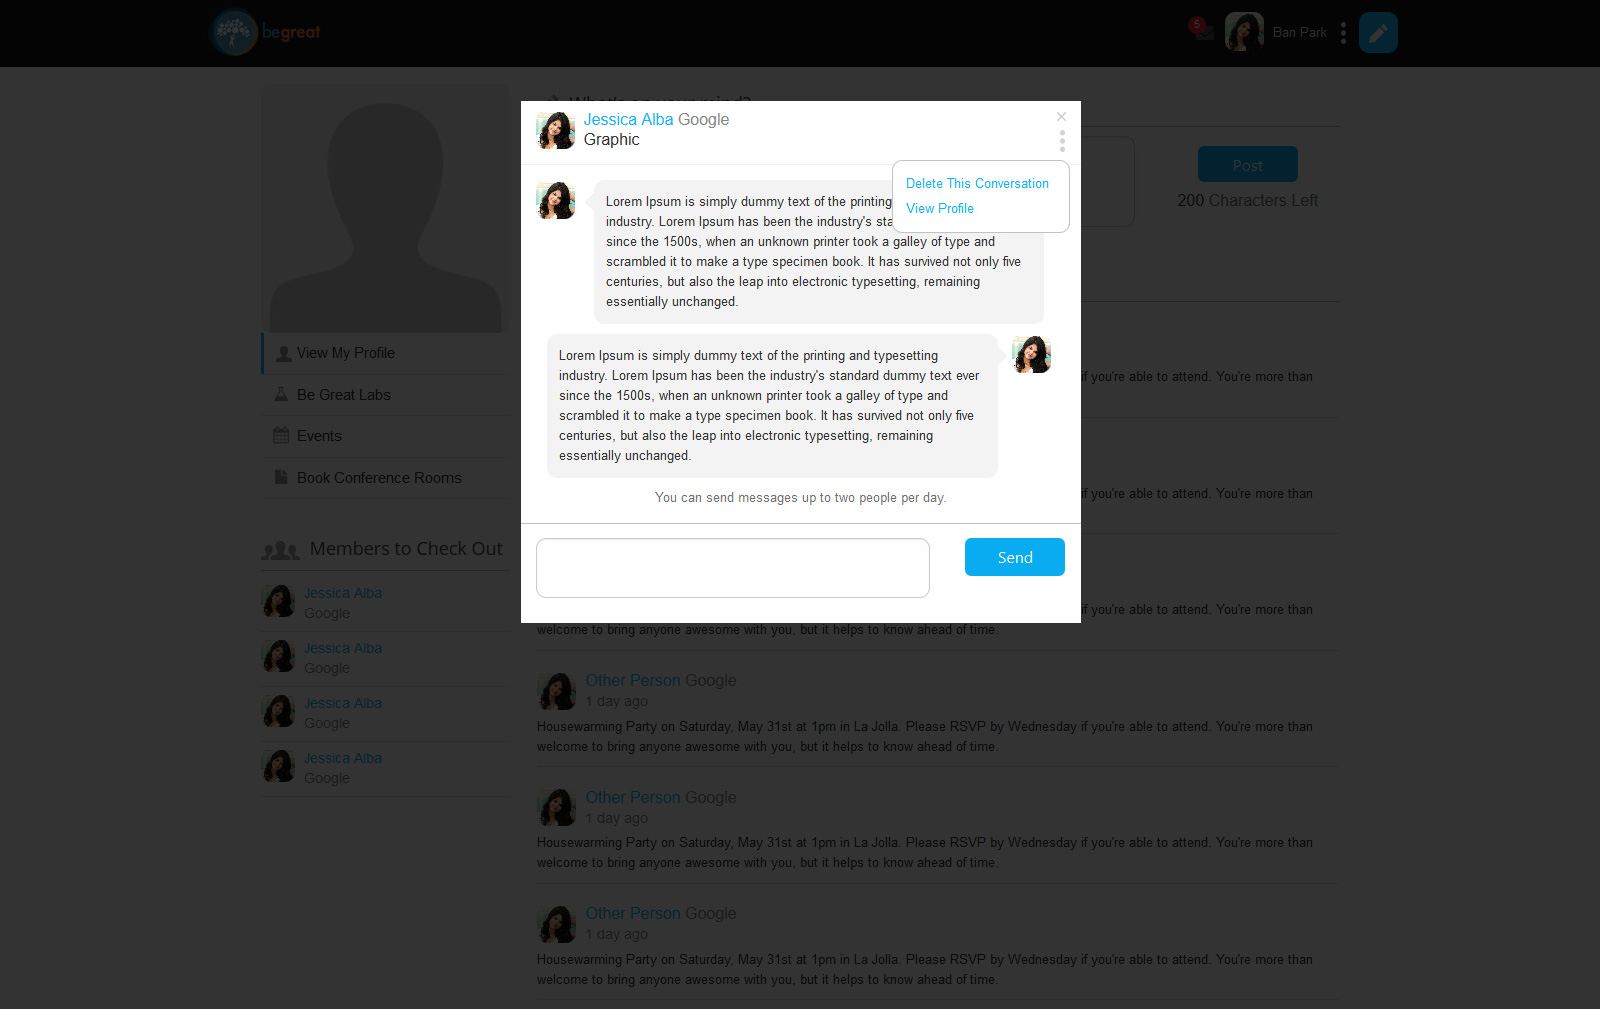 begreat
5
Ban Park
What's on your mind?
Post
200 Characters Left
View My Profile
Be Great Labs
Events
Book Conference Rooms
Members to Check Out
Jessica Alba
Google
Jessica Alba
Google
Jessica Alba
Google
Jessica Alba
Google
Jessica Alba Google
Graphic
×
Delete This Conversation
View Profile
Lorem Ipsum is simply dummy text of the printing
industry. Lorem Ipsum has been the industry's
since the 1500s, when an unknown printer took a galley of type and
scrambled it to make a type specimen book. It has survived not only five
centuries, but also the leap into electronic typesetting, remaining
essentially unchanged.
Lorem Ipsum is simply dummy text of the printing and typesetting
industry. Lorem Ipsum has been the industry's standard dummy text ever
since the 1500s, when an unknown printer took a galley of type and
scrambled it to make a type specimen book. It has survived not only five
centuries, but also the leap into electronic typesetting, remaining
essentially unchanged.
You can send messages up to two people per day.
Send
if you're able to attend. You're more than
if you're able to attend. You're more than
if you're able to attend. You're more than
welcome to bring anyone awesome with you, but it helps to know ahead of time.
Other Person Google
1 day ago
Housewarming Party on Saturday, May 31st at 1pm in La Jolla. Please RSVP by Wednesday if you're able to attend. You're more than
welcome to bring anyone awesome with you, but it helps to know ahead of time.
Other Person Google
1 day ago
Housewarming Party on Saturday, May 31st at 1pm in La Jolla. Please RSVP by Wednesday if you're able to attend. You're more than
welcome to bring anyone awesome with you, but it helps to know ahead of time.
Other Person Google
1 day ago
Housewarming Party on Saturday, May 31st at 1pm in La Jolla. Please RSVP by Wednesday if you're able to attend. You're more than
welcome to bring anyone awesome with you, but it helps to know ahead of time.